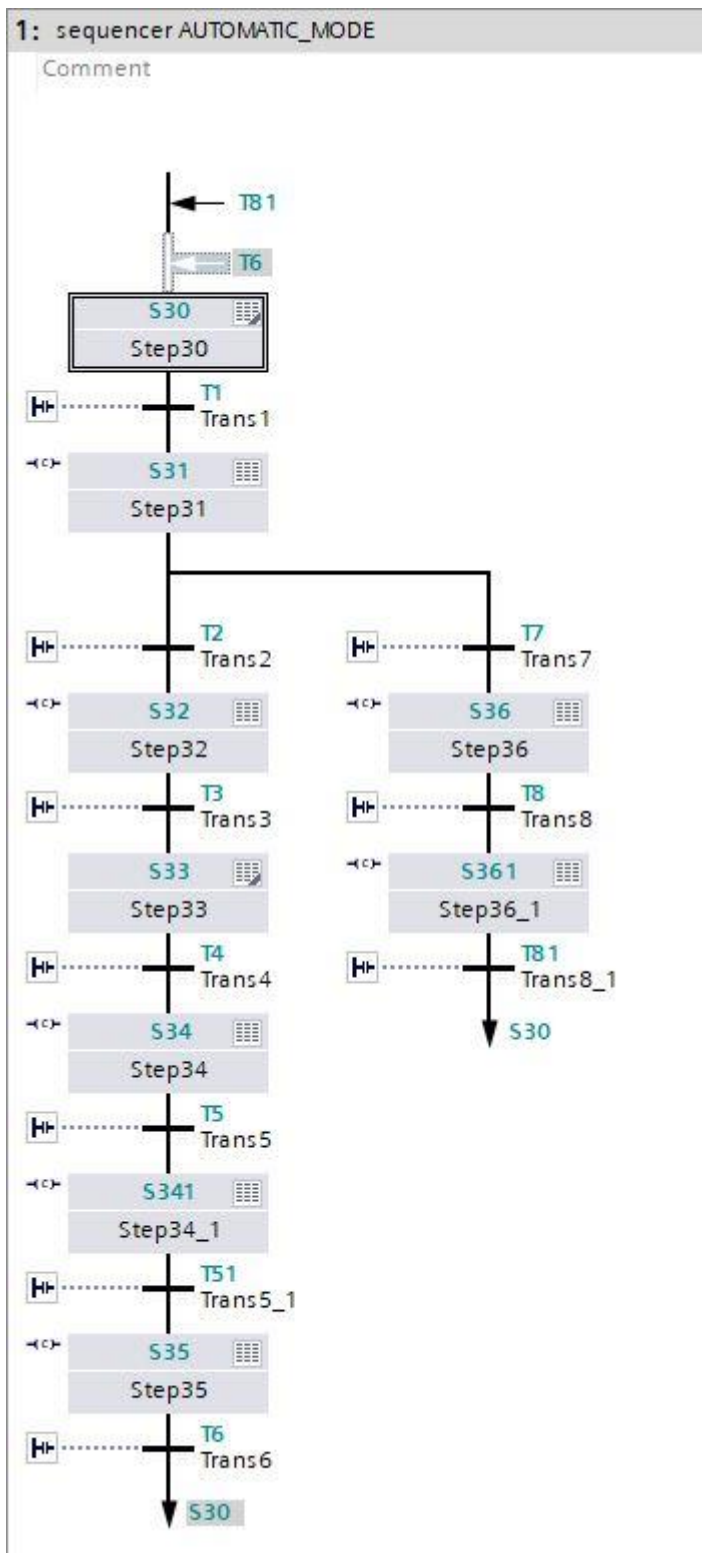 1: sequencer AUTOMATIC_MODE
Comment
T81
T6
S30
Step30
T1
Trans1
S31
Step31
T2
Trans2
T7
Trans7
S32
Step32
S36
Step36
T3
Trans3
T8
Trans8
S33
Step33
S361
Step36_1
T4
Trans4
T81
Trans8_1
S30
S34
Step34
T5
Trans5
S341
Step34_1
T51
Trans5_1
S35
Step35
T6
Trans6
S30